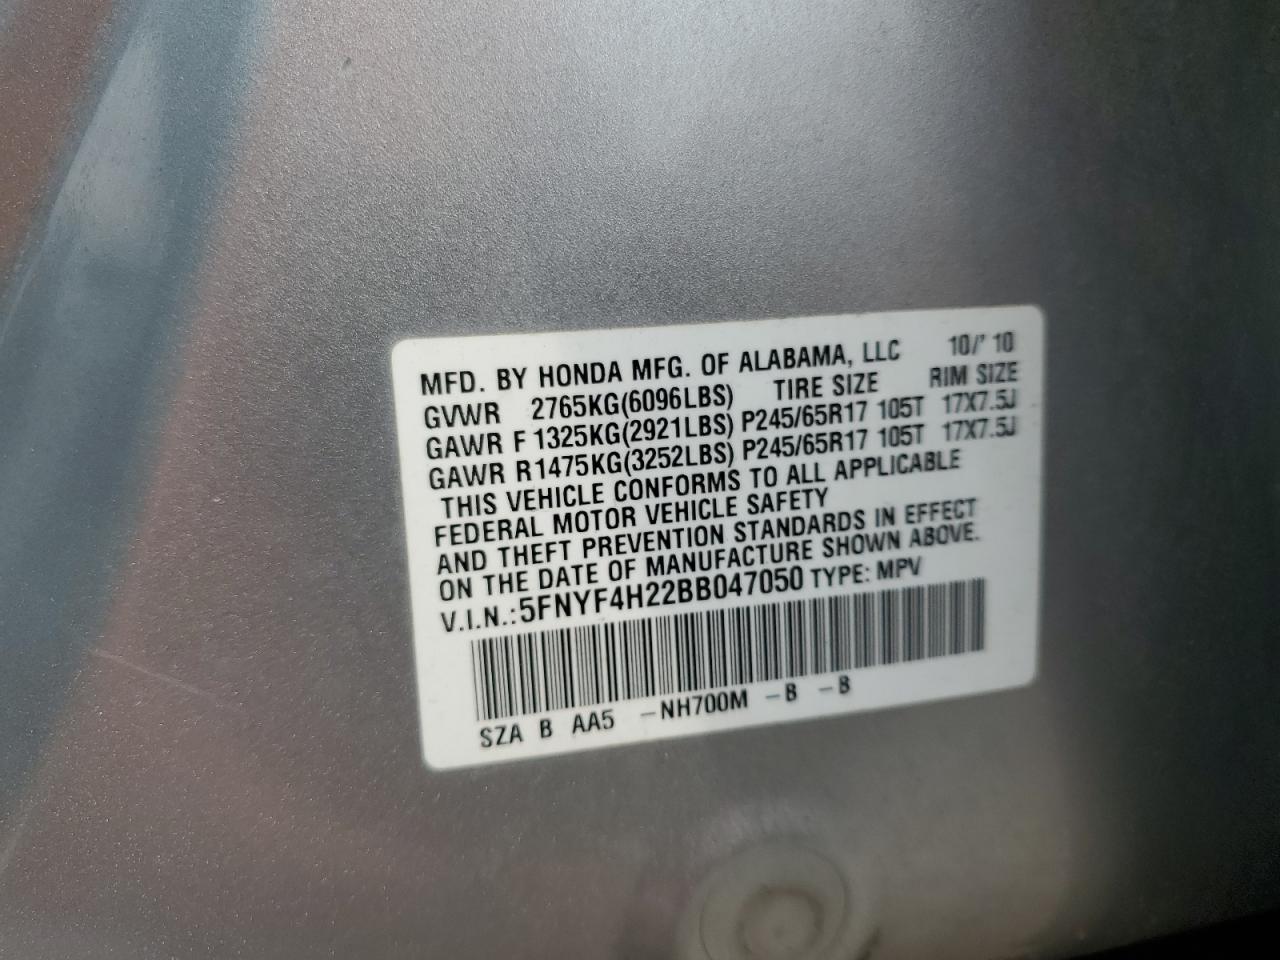 MFD. BY HONDA MFG. OF ALABAMA, LLC 10/'10
GVWR 2765KG(6096LBS) TIRE SIZE RIM SIZE
GAWR F 1325KG(2921LBS) P245/65R17 105T 17X7.5J
GAWR R1475KG(3252LBS) P245/65R17 105T 17X7.5J
THIS VEHICLE CONFORMS TO ALL APPLICABLE
FEDERAL MOTOR VEHICLE SAFETY
AND THEFT PREVENTION STANDARDS IN EFFECT
ON THE DATE OF MANUFACTURE SHOWN ABOVE.
V.I.N.: 5FNYF4H22BB047050 TYPE: MPV
SZA B AA5 -NH700M -B -B